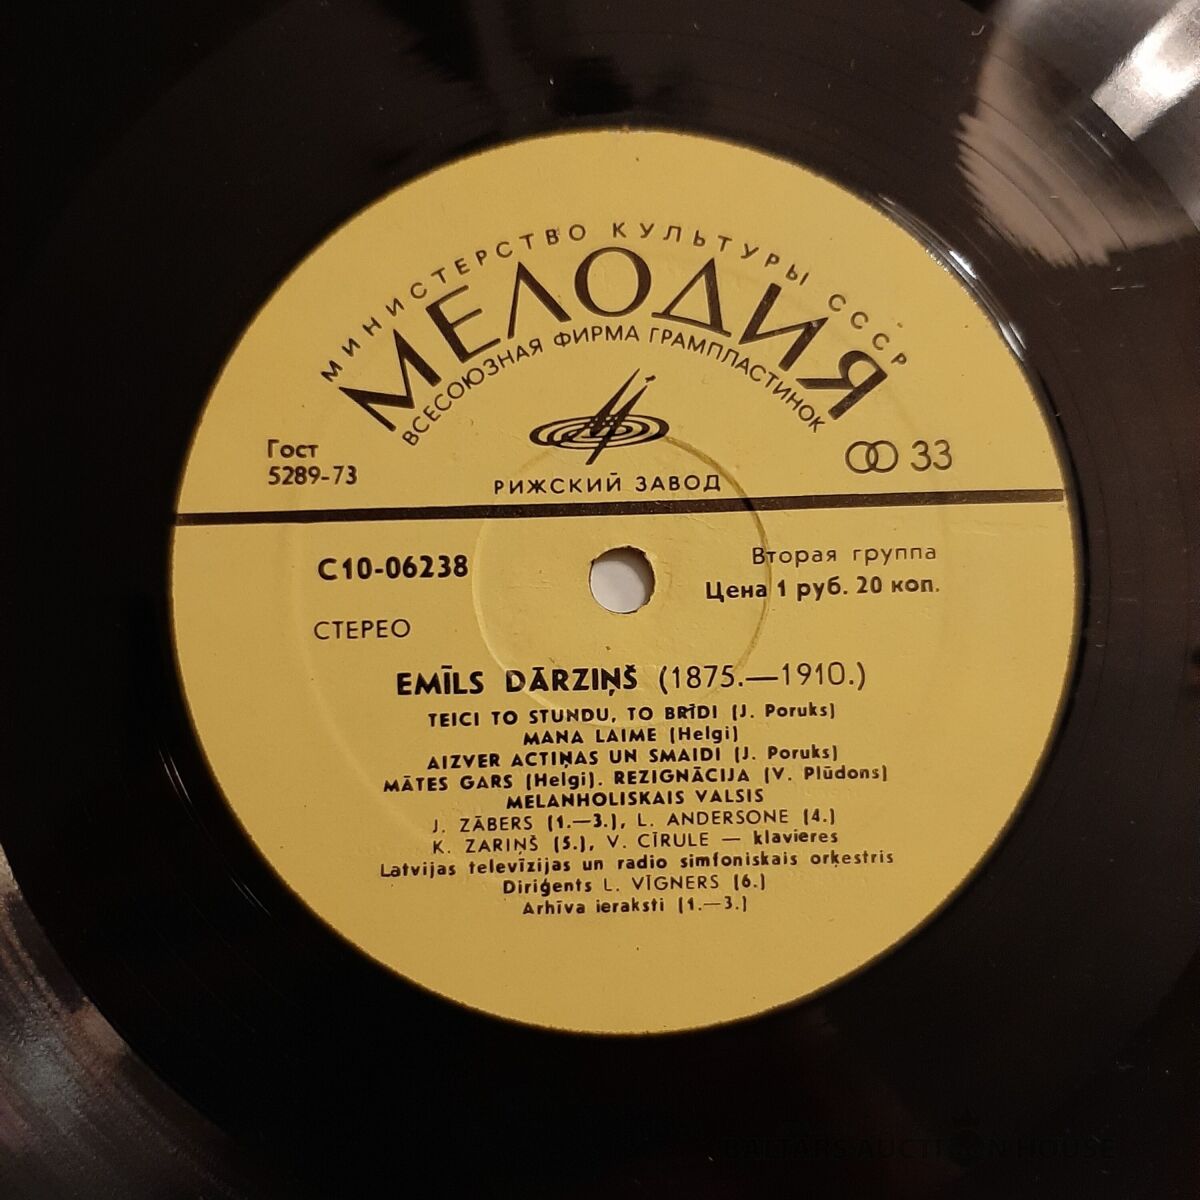 МИНИСТЕРСТВО КУЛЬТУРЫ СССР
МЕЛОДИЯ
ВСЕСОЮЗНАЯ ФИРМА ГРАМПЛАСТИНОК
Гост
5289-73
33
РИЖСКИЙ ЗАВОД
С10-06238
Вторая группа
Цена 1 руб. 20 коп.
СТЕРЕО
EMĪLS DĀRZIŅŠ (1875.—1910.)
TEICI TO STUNDU, TO BRĪDI (J. Poruks)
MANA LAIME (Helgi)
AIZVER ACTIŅAS UN SMAIDI (J. Poruks)
MĀTES GARS (Helgi). REZIGNĀCIJA (V. Plūdons)
MELANHOLISKAIS VALSIS
J. ZĀBERS (1.—3.), L. ANDERSONE (4.)
K. ZARIŅŠ (5.), V. CĪRULE — klavieres
Latvijas televīzijas un radio simfoniskais orķestris
Diriģents L. VĪGNERS (6.)
Arhīva ieraksti (1.—3.)
BALTARS AUCTION HOUSE